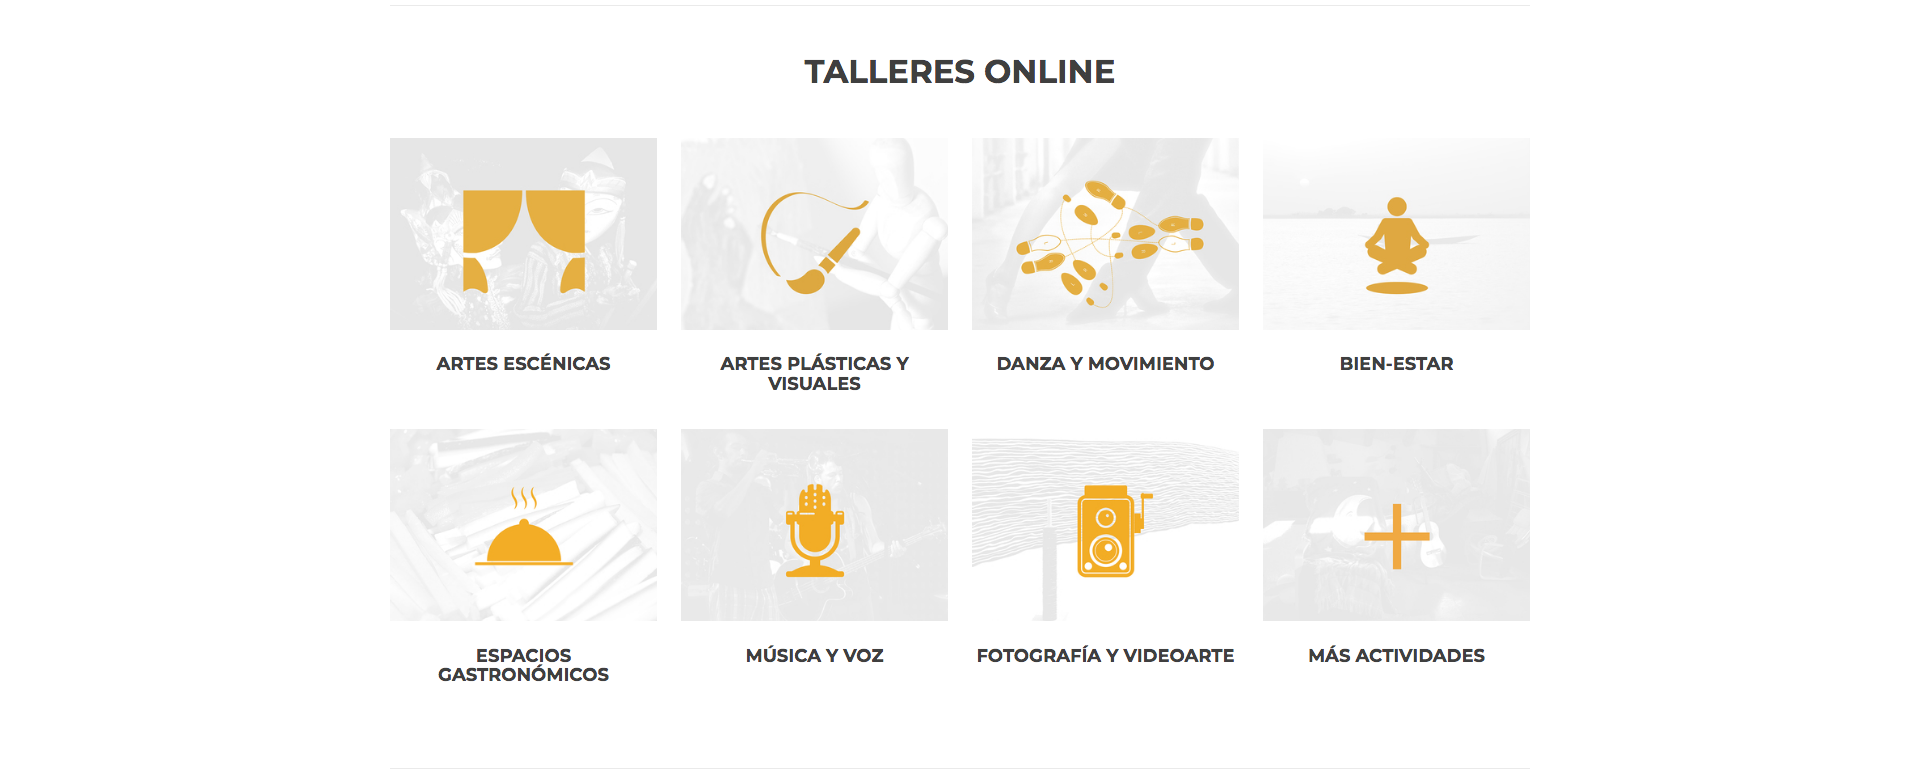 TALLERES ONLINE
ARTES ESCÉNICAS
ARTES PLÁSTICAS Y
VISUALES
DANZA Y MOVIMIENTO
BIEN-ESTAR
ESPACIOS
GASTRONÓMICOS
MÚSICA Y VOZ
FOTOGRAFÍA Y VIDEOARTE
MÁS ACTIVIDADES